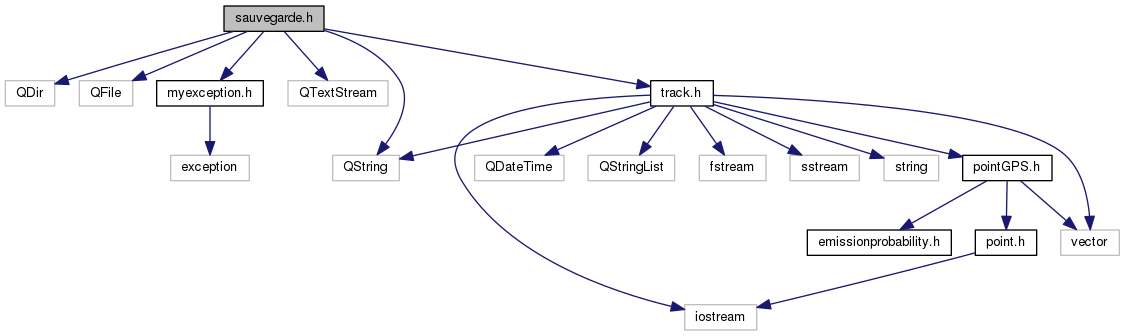 sauvegarde.h
QDir
QFile
myexception.h
QTextStream
track.h
exception
QString
QDateTime
QStringList
fstream
sstream
string
pointGPS.h
emissionprobability.h
point.h
vector
iostream